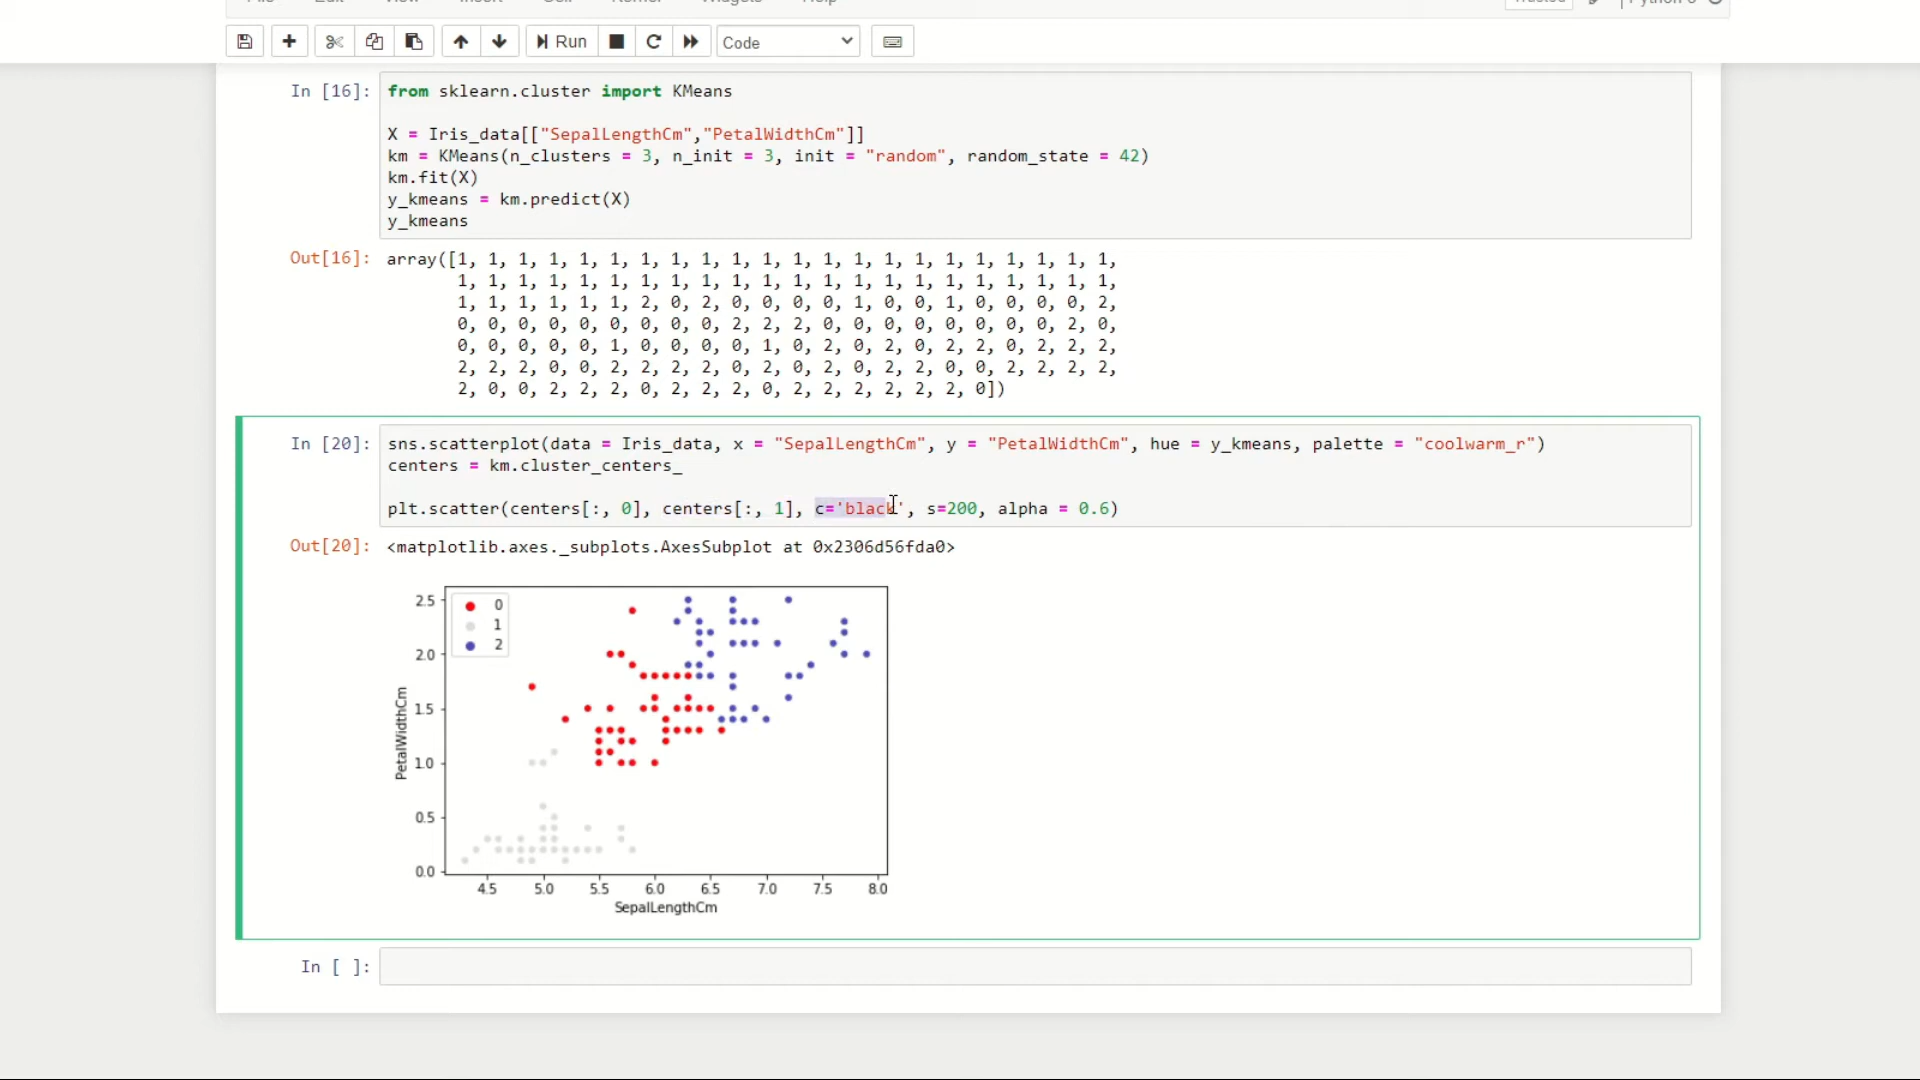 File Edit View Insert Cell Kernel Widgets Help Trusted Python 3
Run Code
In [16]: from sklearn.cluster import KMeans
X = Iris_data[["SepalLengthCm","PetalWidthCm"]]
km = KMeans(n_clusters = 3, n_init = 3, init = "random", random_state = 42)
km.fit(X)
y_kmeans = km.predict(X)
y_kmeans
Out[16]: array([1, 1, 1, 1, 1, 1, 1, 1, 1, 1, 1, 1, 1, 1, 1, 1, 1, 1, 1, 1, 1, 1,
1, 1, 1, 1, 1, 1, 1, 1, 1, 1, 1, 1, 1, 1, 1, 1, 1, 1, 1, 1, 1, 1,
1, 1, 1, 1, 1, 1, 2, 0, 2, 0, 0, 0, 0, 1, 0, 0, 1, 0, 0, 0, 0, 2,
0, 0, 0, 0, 0, 0, 0, 0, 0, 2, 2, 2, 0, 0, 0, 0, 0, 0, 0, 0, 2, 0,
0, 0, 0, 0, 0, 1, 0, 0, 0, 0, 1, 0, 2, 0, 2, 0, 2, 2, 0, 2, 2, 2,
2, 2, 2, 0, 0, 2, 2, 2, 2, 0, 2, 0, 2, 0, 2, 2, 0, 0, 2, 2, 2, 2,
2, 0, 0, 2, 2, 2, 0, 2, 2, 2, 0, 2, 2, 2, 2, 2, 2, 0])
In [20]: sns.scatterplot(data = Iris_data, x = "SepalLengthCm", y = "PetalWidthCm", hue = y_kmeans, palette = "coolwarm_r")
centers = km.cluster_centers_
plt.scatter(centers[:, 0], centers[:, 1], c='black', s=200, alpha = 0.6)
Out[20]: <matplotlib.axes._subplots.AxesSubplot at 0x2306d56fda0>
0
1
2
2.5
2.0
1.5
1.0
0.5
0.0
PetalWidthCm
4.5 5.0 5.5 6.0 6.5 7.0 7.5 8.0
SepalLengthCm
In [ ]: